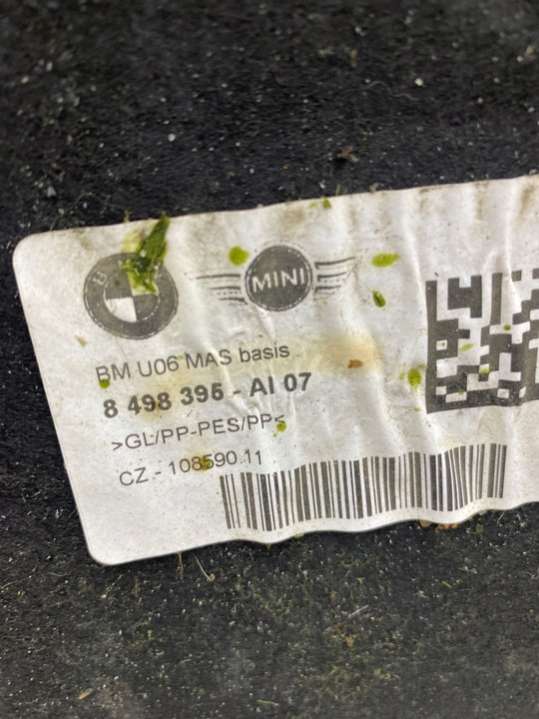 MINI
BM U06 MAS basis
8 498 395 - AI 07
>GL/PP-PES/PP<
CZ - 108590.11